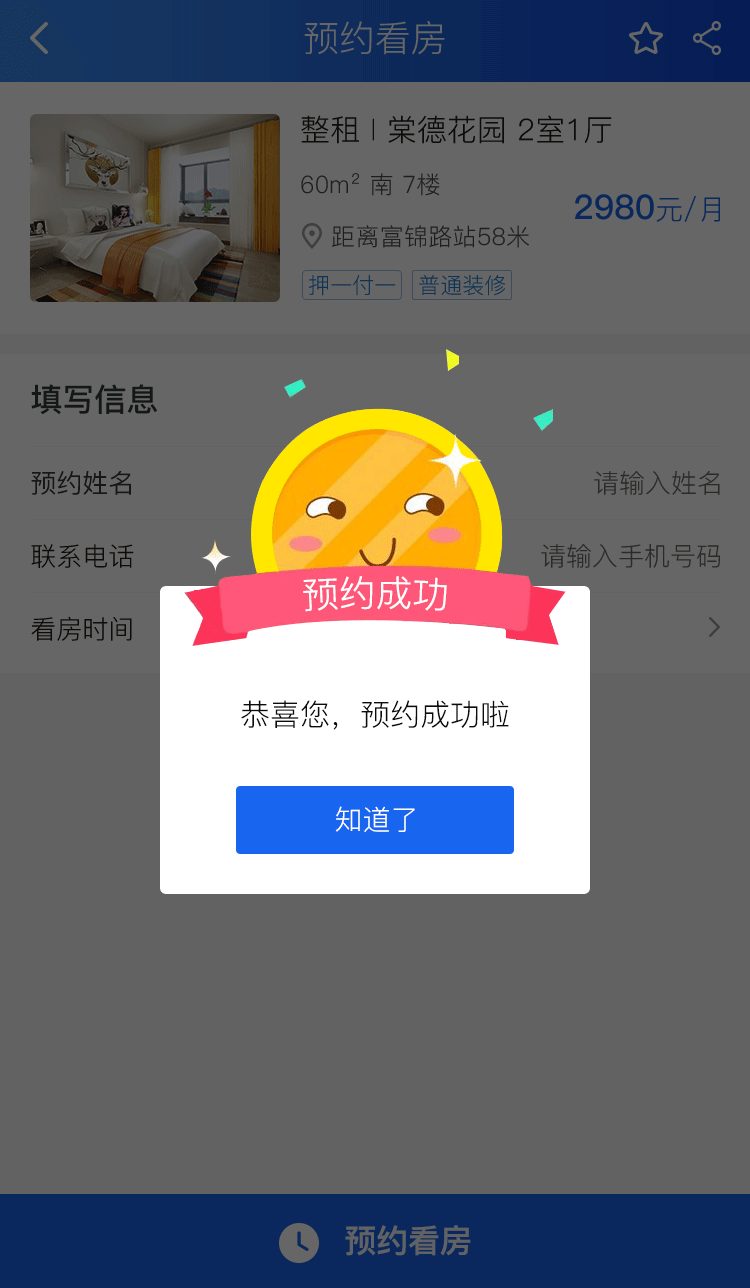 预约看房
整租 | 棠德花园 2室1厅
60m² 南 7楼
2980元/月
距离富锦路站58米
押一付一 普通装修
填写信息
预约姓名 请输入姓名
联系电话 请输入手机号码
看房时间
预约成功
恭喜您，预约成功啦
知道了
预约看房